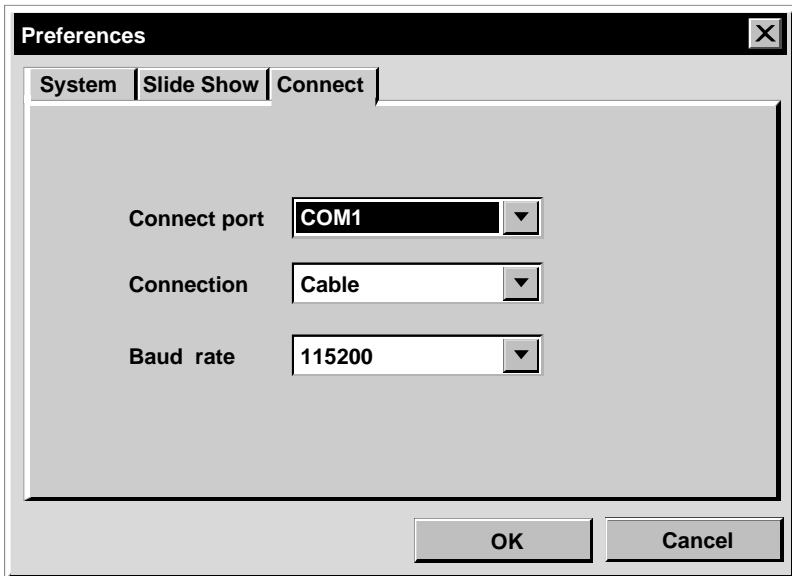 Preferences
System Slide Show Connect
Connect port COM1
Connection Cable
Baud rate 115200
OK Cancel